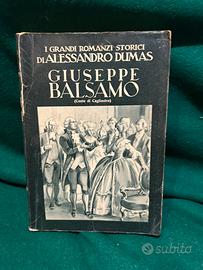 I GRANDI ROMANZI STORICI
DI ALESSANDRO DUMAS
GIUSEPPE
BALSAMO
(Conte di Cagliostro)
subito